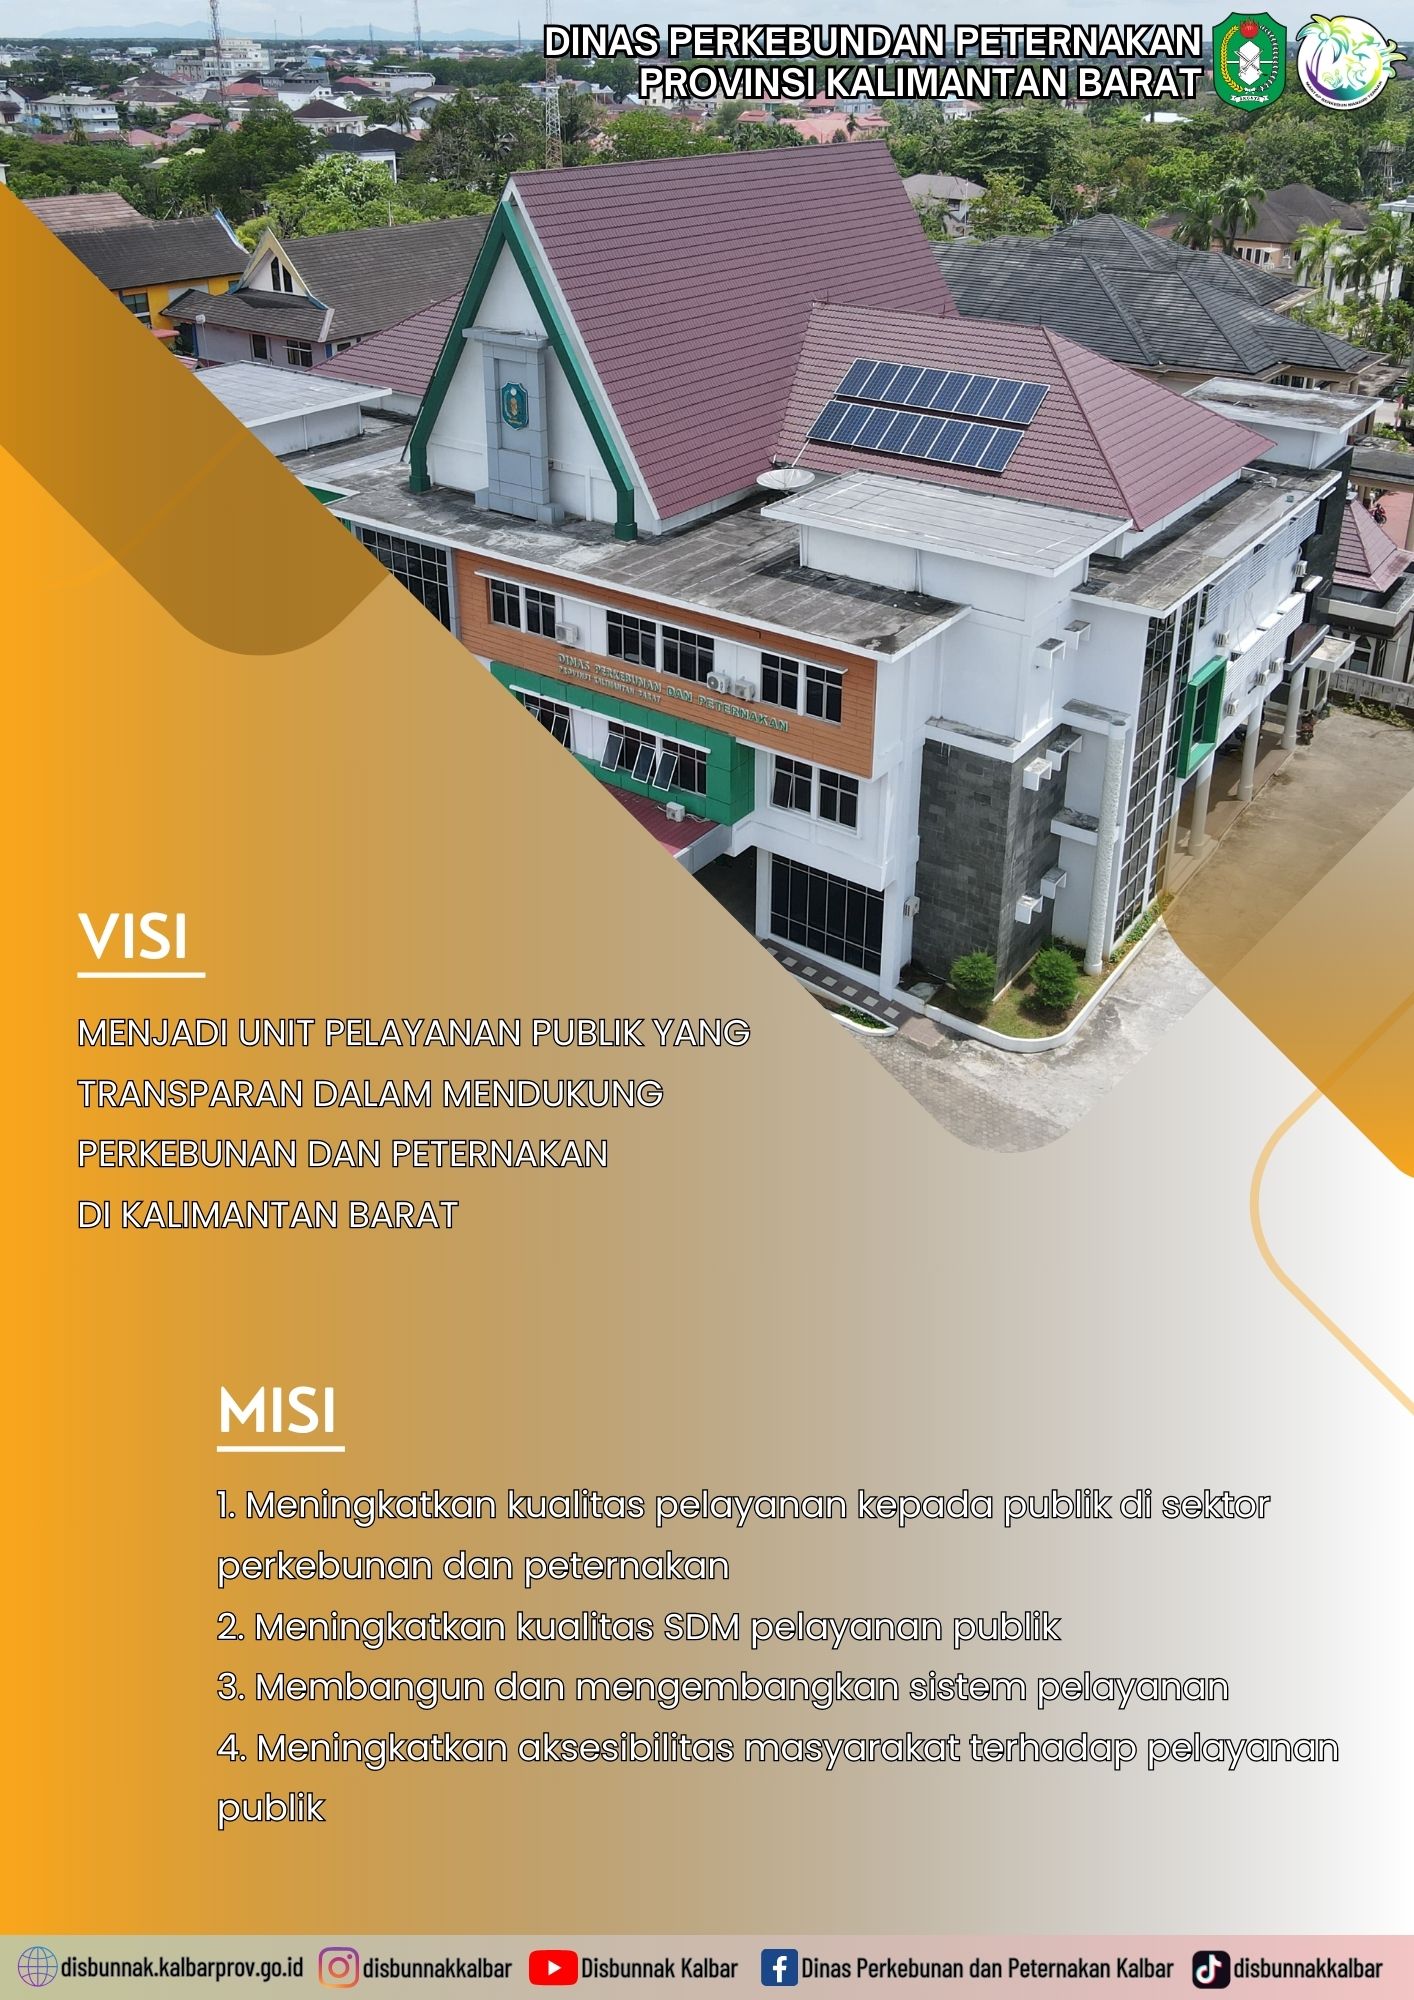 DINAS PERKEBUNDAN PETERNAKAN
PROVINSI KALIMANTAN BARAT
DINAS PERKEBUNAN DAN PETERNAKAN
PROVINSI KALIMANTAN BARAT
VISI
MENJADI UNIT PELAYANAN PUBLIK YANG
TRANSPARAN DALAM MENDUKUNG
PERKEBUNAN DAN PETERNAKAN
DI KALIMANTAN BARAT
MISI
1. Meningkatkan kualitas pelayanan kepada publik di sektor
perkebunan dan peternakan
2. Meningkatkan kualitas SDM pelayanan publik
3. Membangun dan mengembangkan sistem pelayanan
4. Meningkatkan aksesibilitas masyarakat terhadap pelayanan
publik
disbunnak.kalbarprov.go.id disbunnakkalbar Disbunnak Kalbar Dinas Perkebunan dan Peternakan Kalbar disbunnakkalbar